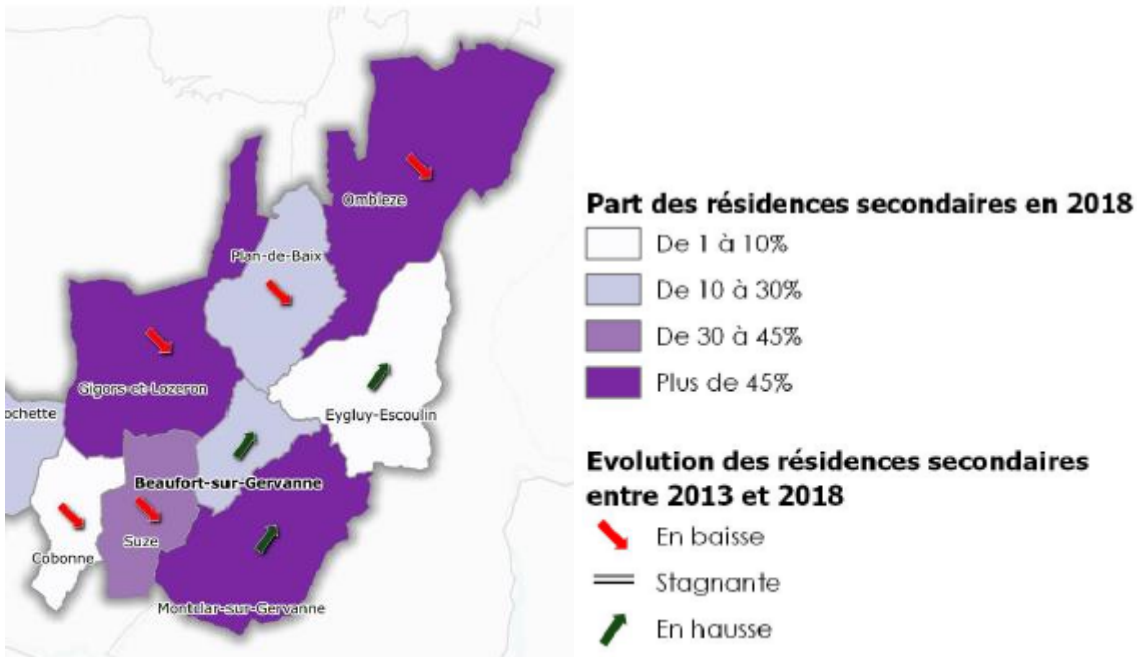 Ombleze
Plan-de-Baix
Gigors-et-Lozeron
ochette
Eygluy-Escoulin
Beaufort-sur-Gervanne
Suze
Cobonne
Montclar-sur-Gervanne
Part des résidences secondaires en 2018
De 1 à 10%
De 10 à 30%
De 30 à 45%
Plus de 45%
Evolution des résidences secondaires
entre 2013 et 2018
En baisse
Stagnante
En hausse